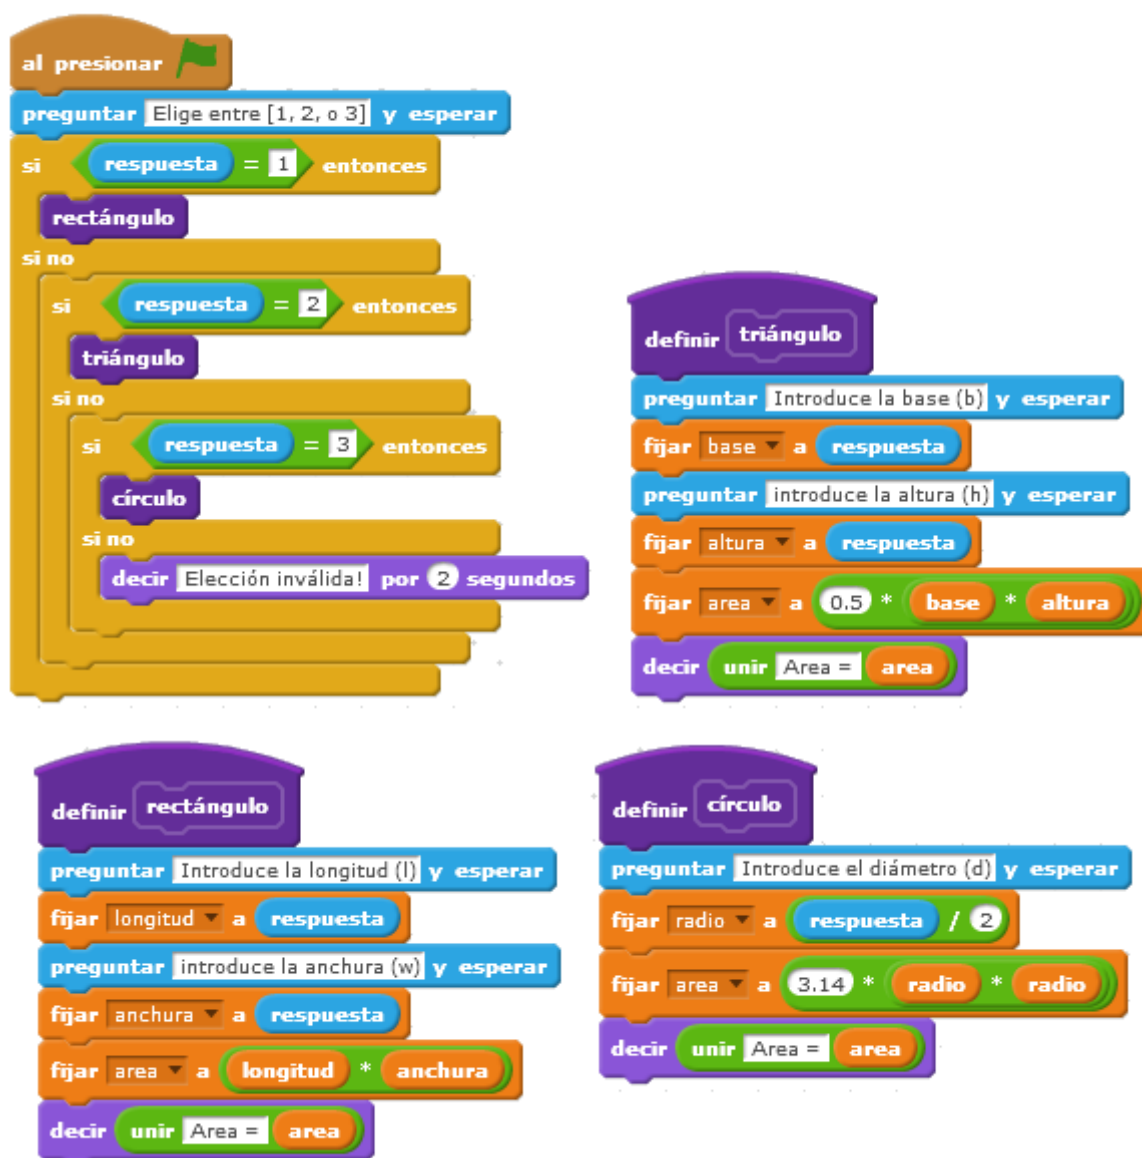 al presionar
preguntar Elige entre [1, 2, o 3] y esperar
si respuesta = 1 entonces
rectángulo
si no
si respuesta = 2 entonces
triángulo
si no
si respuesta = 3 entonces
círculo
si no
decir Elección inválida! por 2 segundos
definir triángulo
preguntar Introduce la base (b) y esperar
fijar base a respuesta
preguntar introduce la altura (h) y esperar
fijar altura a respuesta
fijar area a 0.5 * base * altura
decir unir Area = area
definir rectángulo
preguntar Introduce la longitud (l) y esperar
fijar longitud a respuesta
preguntar introduce la anchura (w) y esperar
fijar anchura a respuesta
fijar area a longitud * anchura
decir unir Area = area
definir círculo
preguntar Introduce el diámetro (d) y esperar
fijar radio a respuesta / 2
fijar area a 3.14 * radio * radio
decir unir Area = area